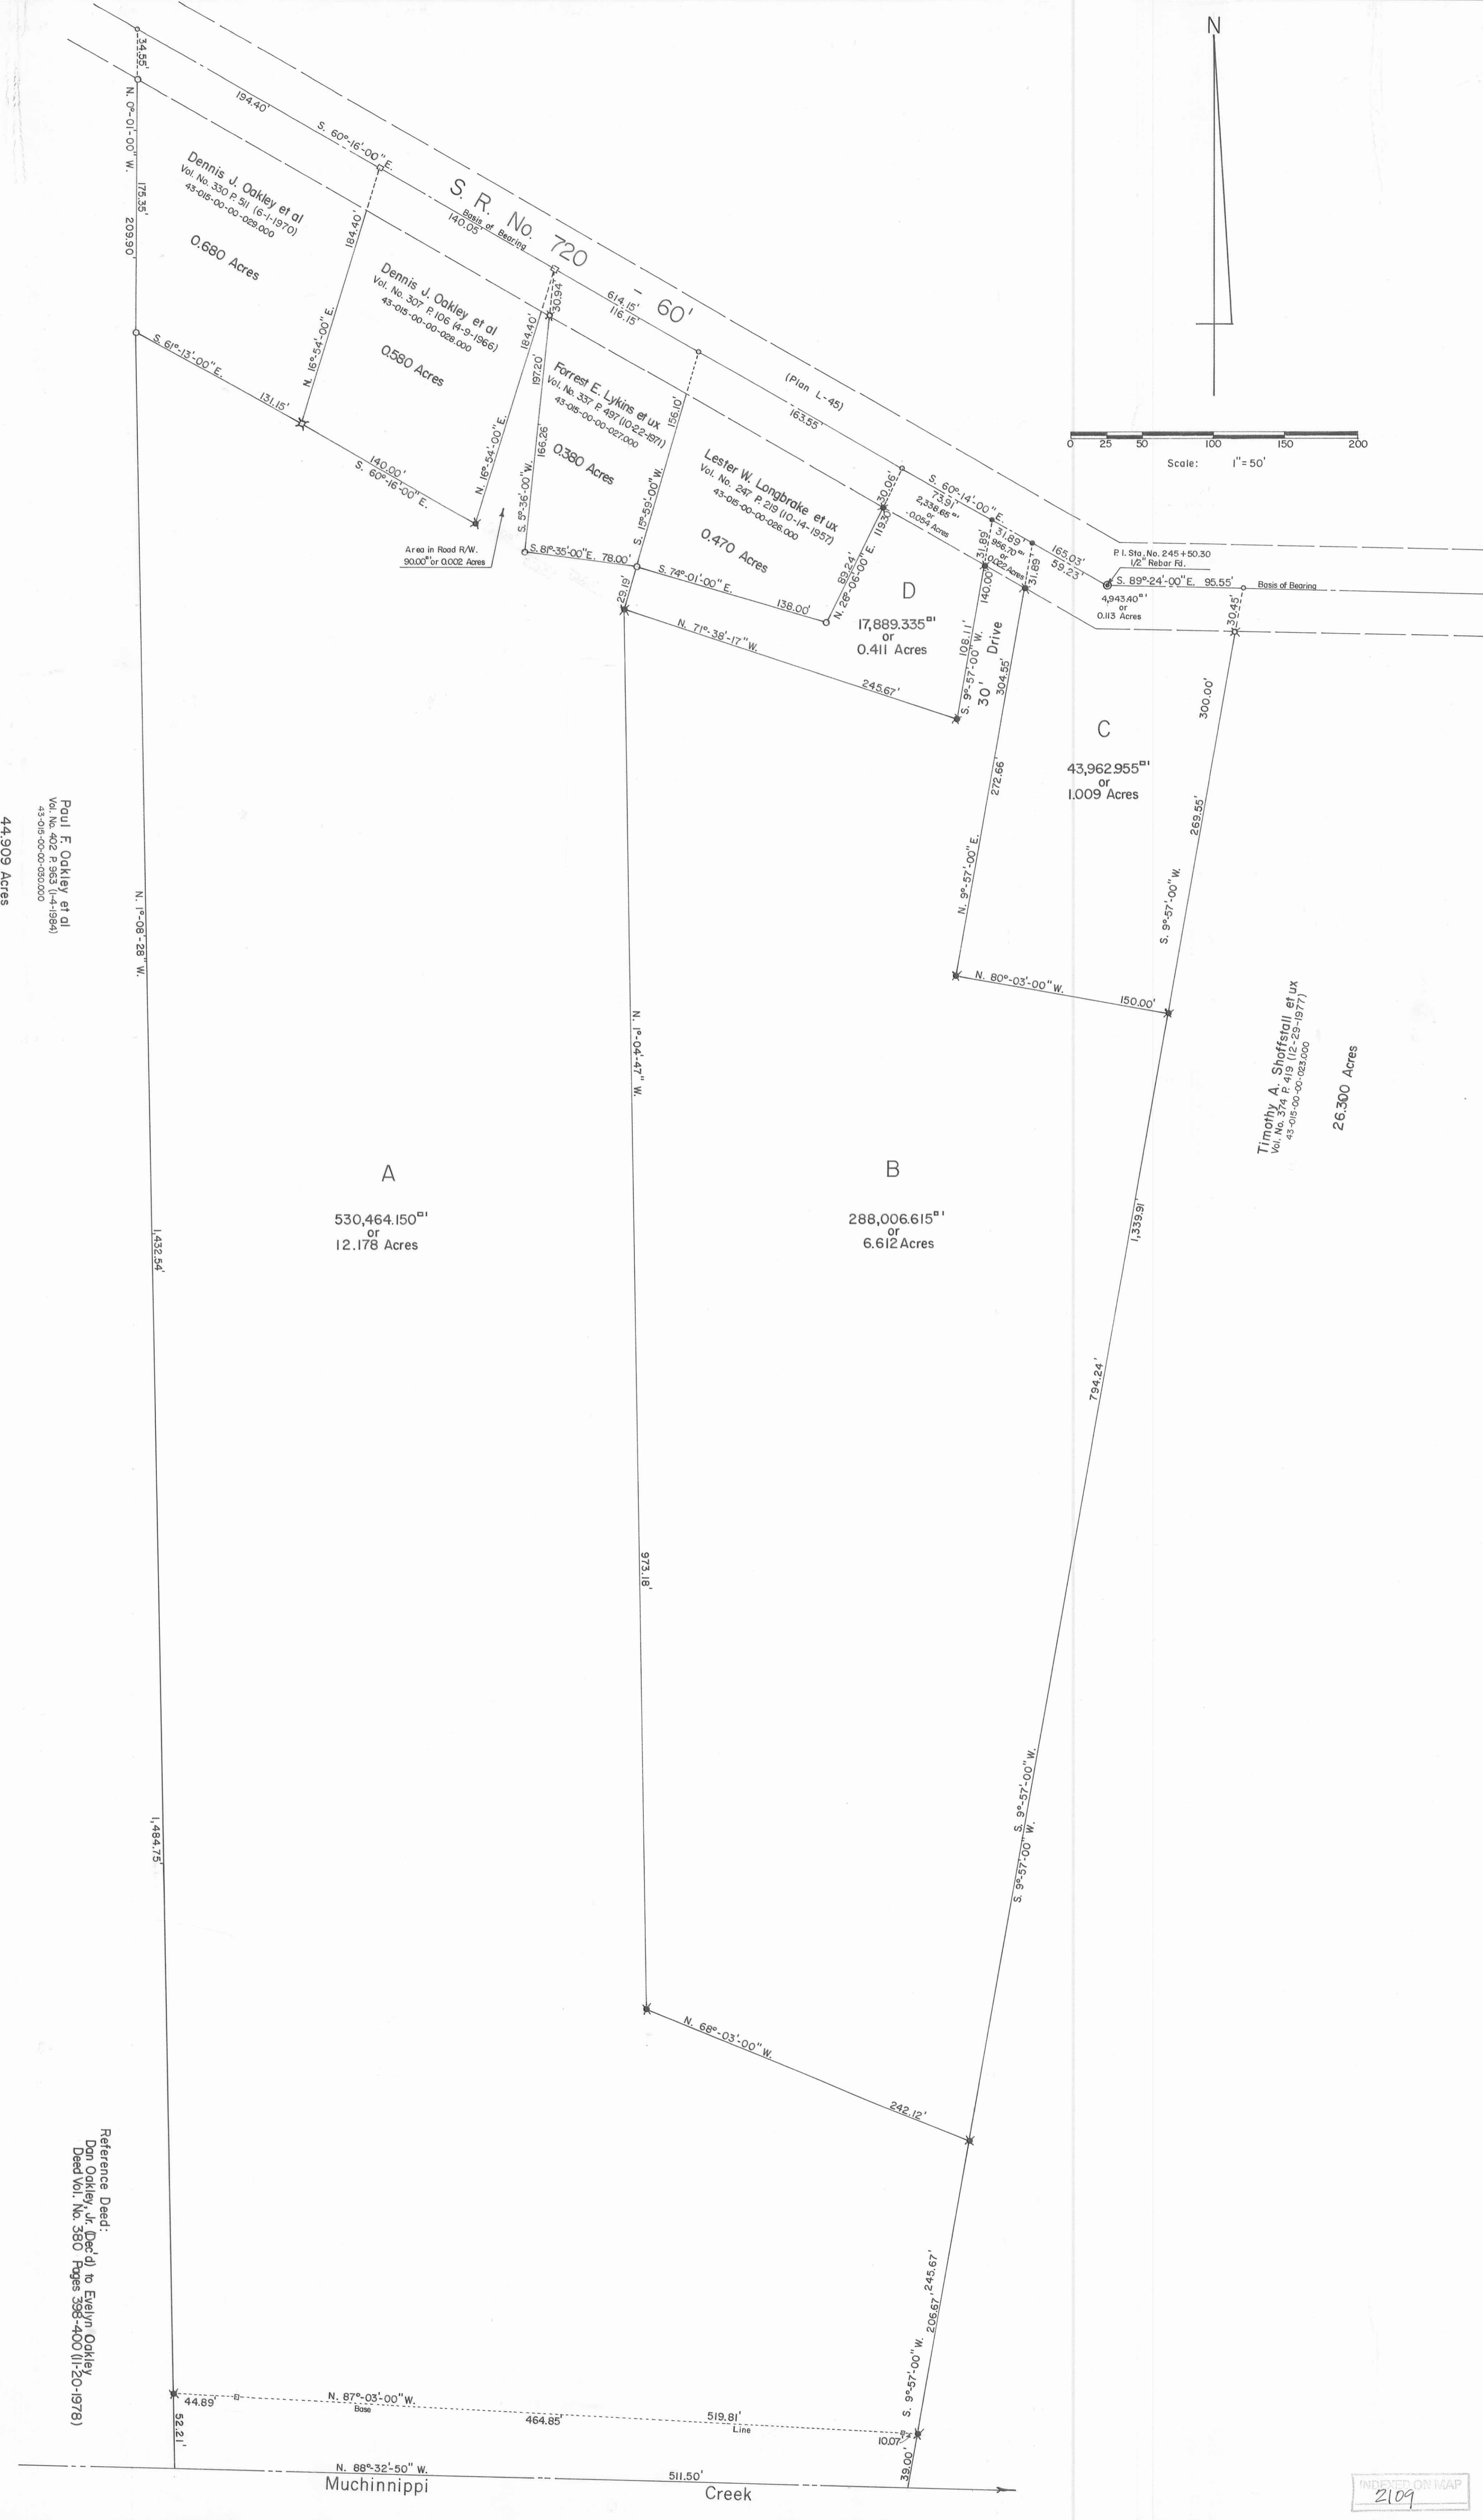 N
34.55'
N. 0°-01'-00" W.
175.35'
209.90'
194.40'
S. 60°-16'-00" E.
Dennis J. Oakley et al
Vol. No. 330 P. 511 (6-1-1970)
43-015-00-00-029.000
0.680 Acres
184.40'
N. 16°-54'-00" E.
S. R. No. 720 - 60'
Basis of Bearing
140.05'
Dennis J. Oakley et al
Vol. No. 307 P. 106 (4-9-1966)
43-015-00-00-028.000
0.580 Acres
30.94'
614.15'
116.15'
184.40'
197.20'
N. 16°-54'-00" E.
166.26'
S. 5°-36'-00" W.
Forrest E. Lykins et ux
Vol. No. 337 P. 497 (10-22-1971)
43-015-00-00-027.000
0.380 Acres
156.10'
S. 15°-59'-00" W.
(Plan L-45)
163.55'
0 25 50 100 150 200
Scale: 1" = 50'
Lester W. Longbrake et ux
Vol. No. 247 P. 219 (10-14-1957)
43-015-00-00-026.000
0.470 Acres
30.06'
119.30'
89.24'
N. 26°-06'-00" E.
S. 60°-14'-00" E.
73.91'
2,338.65□'
or
0.054 Acres
31.89'
956.70□'
or
0.022 Acres
31.89'
31.89'
165.03'
59.23'
P. I. Sta. No. 245+50.30
1/2" Rebar Fd.
S. 89°-24'-00" E. 95.55'
Basis of Bearing
4,943.40□'
or
0.113 Acres
30.45'
S. 61°-13'-00" E.
131.15'
140.00'
S. 60°-16'-00" E.
Area in Road R/W.
90.00□' or 0.002 Acres
S. 81°-35'-00" E. 78.00'
29.19'
S. 74°-01'-00" E.
138.00'
D
17,889.335□'
or
0.411 Acres
140.00'
108.11'
S. 9°-57'-00" W.
30' Drive
304.55'
N. 71°-38'-17" W.
245.67'
300.00'
C
43,962.955□'
or
1.009 Acres
272.66'
269.55'
N. 9°-57'-00" E.
S. 9°-57'-00" W.
N. 80°-03'-00" W.
150.00'
Paul F. Oakley et al
Vol. No. 402 P. 963 (1-4-1984)
43-015-00-00-030.000
44.909 Acres
N. 1°-08'-28" W.
N. 1°-04'-47" W.
Timothy A. Shoffstall et ux
Vol. No. 374 P. 419 (12-29-1977)
43-015-00-00-023.000
26.300 Acres
A
530,464.150□'
or
12.178 Acres
B
288,006.615□'
or
6.612 Acres
1,432.54'
1,339.91'
794.24'
973.18'
S. 9°-57'-00" W.
S. 9°-57'-00" W.
1,484.75'
N. 68°-03'-00" W.
242.12'
Reference Deed:
Dan Oakley, Jr. (Dec'd) to Evelyn Oakley
Deed Vol. No. 380 Pages 398-400 (11-20-1978)
245.67'
206.67'
S. 9°-57'-00" W.
44.89'
N. 87°-03'-00" W.
Base
464.85'
519.81'
Line
10.07'
52.21'
39.00'
N. 88°-32'-50" W.
511.50'
Muchinnippi Creek
INDEXED ON MAP
2109